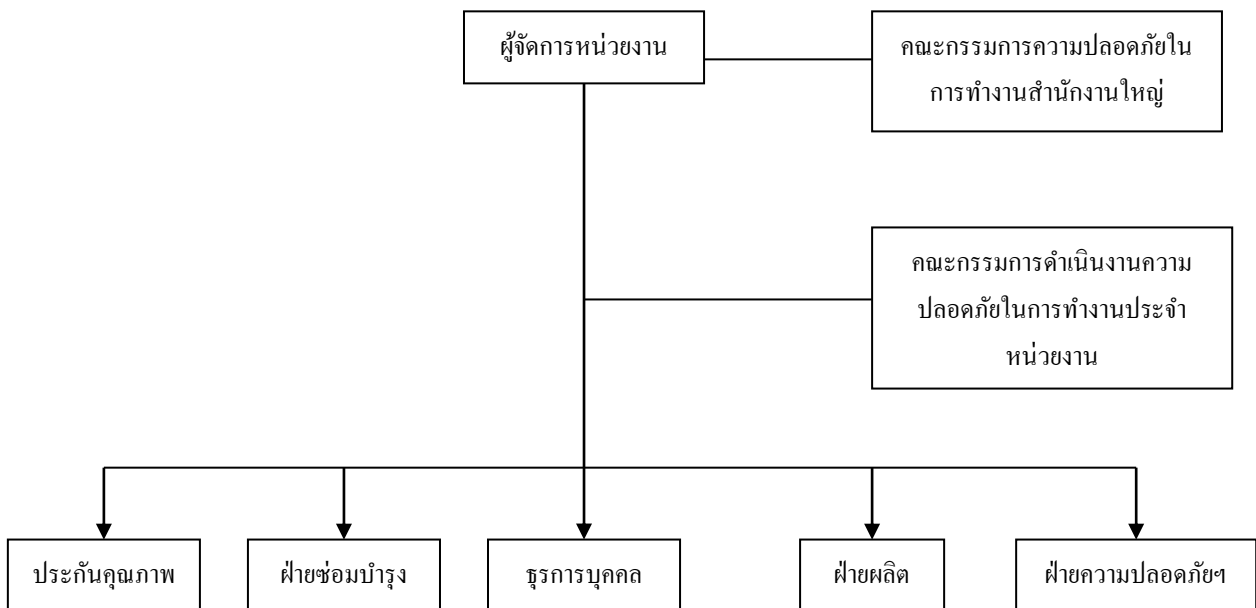 ผู้จัดการหน่วยงาน
คณะกรรมการความปลอดภัยใน
การทำงานสำนักงานใหญ่
คณะกรรมการดำเนินงานความ
ปลอดภัยในการทำงานประจำ
หน่วยงาน
ประกันคุณภาพ
ฝ่ายซ่อมบำรุง
ธุรการบุคคล
ฝ่ายผลิต
ฝ่ายความปลอดภัยฯ